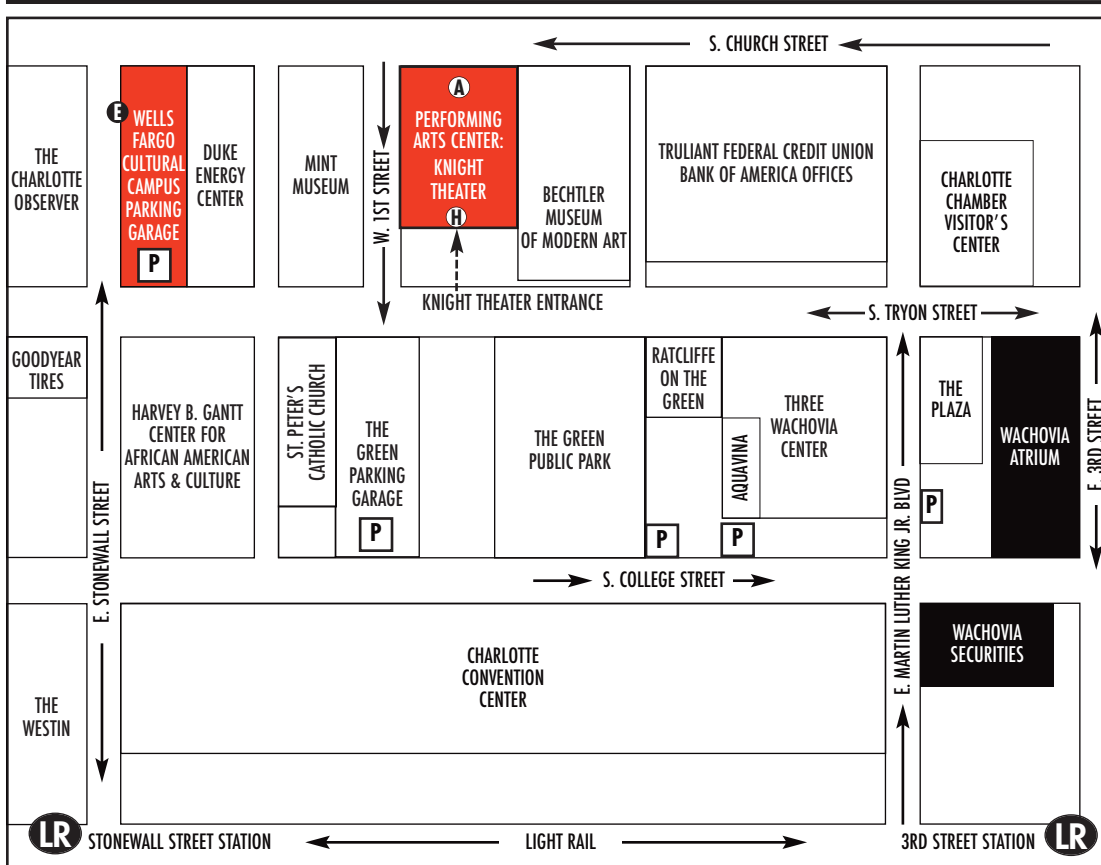 S. CHURCH STREET
THE
CHARLOTTE
OBSERVER
E
WELLS
FARGO
CULTURAL
CAMPUS
PARKING
GARAGE
P
DUKE
ENERGY
CENTER
MINT
MUSEUM
W. 1ST STREET
A
PERFORMING
ARTS CENTER:
KNIGHT
THEATER
H
KNIGHT THEATER ENTRANCE
BECHTLER
MUSEUM
OF MODERN ART
TRULIANT FEDERAL CREDIT UNION
BANK OF AMERICA OFFICES
CHARLOTTE
CHAMBER
VISITOR'S
CENTER
S. TRYON STREET
GOODYEAR
TIRES
E. STONEWALL STREET
HARVEY B. GANTT
CENTER FOR
AFRICAN AMERICAN
ARTS & CULTURE
ST. PETER'S
CATHOLIC CHURCH
THE
GREEN
PARKING
GARAGE
P
THE GREEN
PUBLIC PARK
RATCLIFFE
ON THE
GREEN
P
AQUAVINA
P
THREE
WACHOVIA
CENTER
E. MARTIN LUTHER KING JR. BLVD
THE
PLAZA
P
WACHOVIA
ATRIUM
E. 3RD STREET
S. COLLEGE STREET
THE
WESTIN
CHARLOTTE
CONVENTION
CENTER
WACHOVIA
SECURITIES
LR STONEWALL STREET STATION
LIGHT RAIL
3RD STREET STATION LR